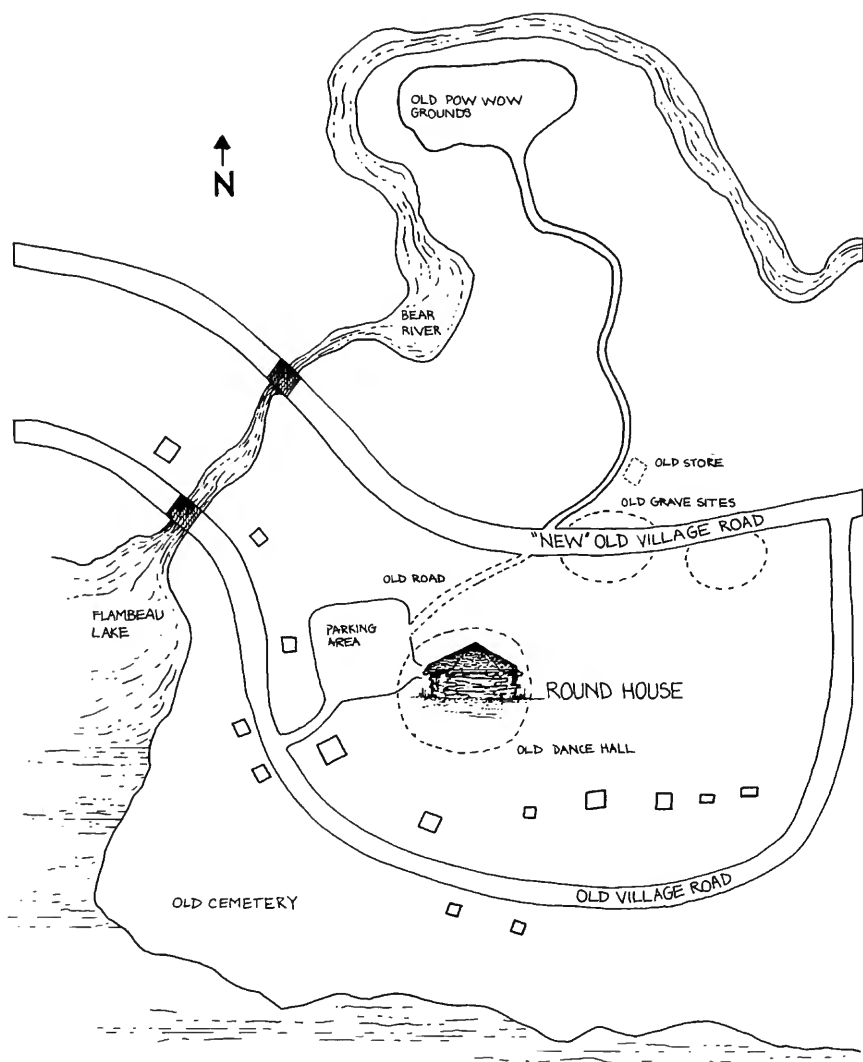 OLD POW WOW
GROUNDS
N
BEAR
RIVER
OLD STORE
OLD GRAVE SITES
"NEW" OLD VILLAGE ROAD
OLD ROAD
FLAMBEAU
LAKE
PARKING
AREA
ROUND HOUSE
OLD DANCE HALL
OLD VILLAGE ROAD
OLD CEMETERY